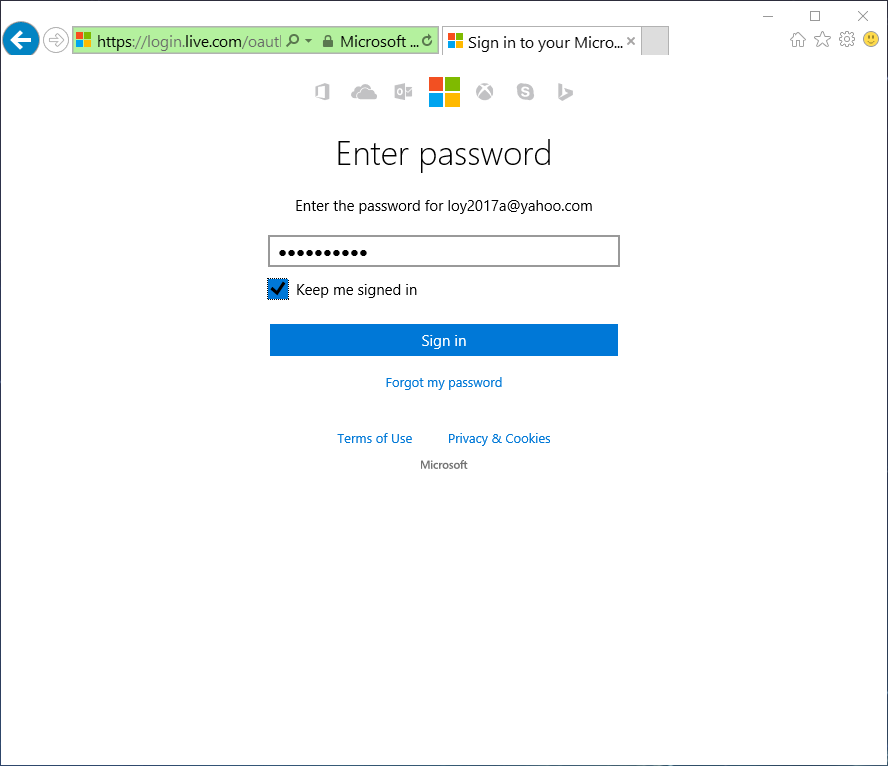 https://login.live.com/oaut
Microsoft ...
Sign in to your Micro...
Enter password
Enter the password for loy2017a@yahoo.com
Keep me signed in
Sign in
Forgot my password
Terms of Use
Privacy & Cookies
Microsoft